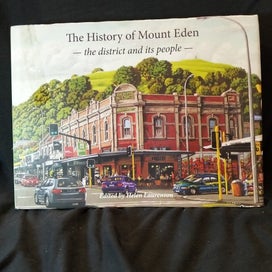 The History of Mount Eden
— the district and its people —
Edited by Helen Laurenson